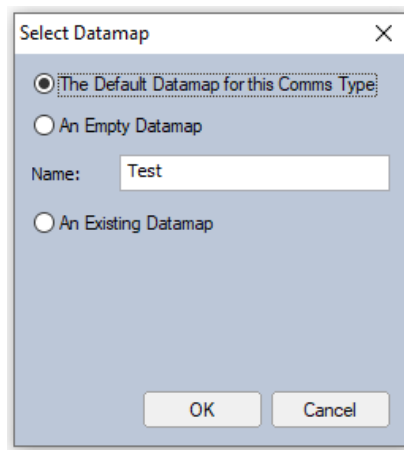 Select Datamap
The Default Datamap for this Comms Type
An Empty Datamap
Name: Test
An Existing Datamap
OK Cancel